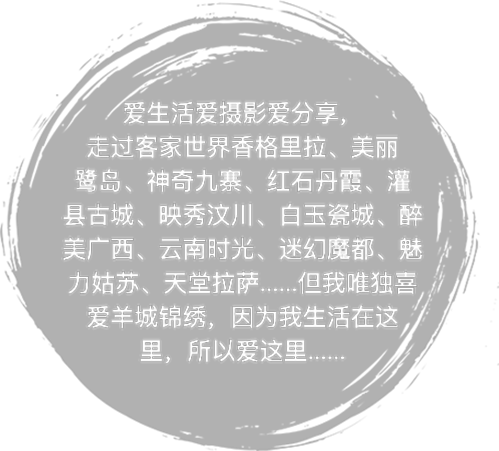 爱生活爱摄影爱分享，
走过客家世界香格里拉、美丽
鹭岛、神奇九寨、红石丹霞、灌
县古城、映秀汶川、白玉瓷城、醉
美广西、云南时光、迷幻魔都、魅
力姑苏、天堂拉萨......但我唯独喜
爱羊城锦绣，因为我生活在这
里，所以爱这里......